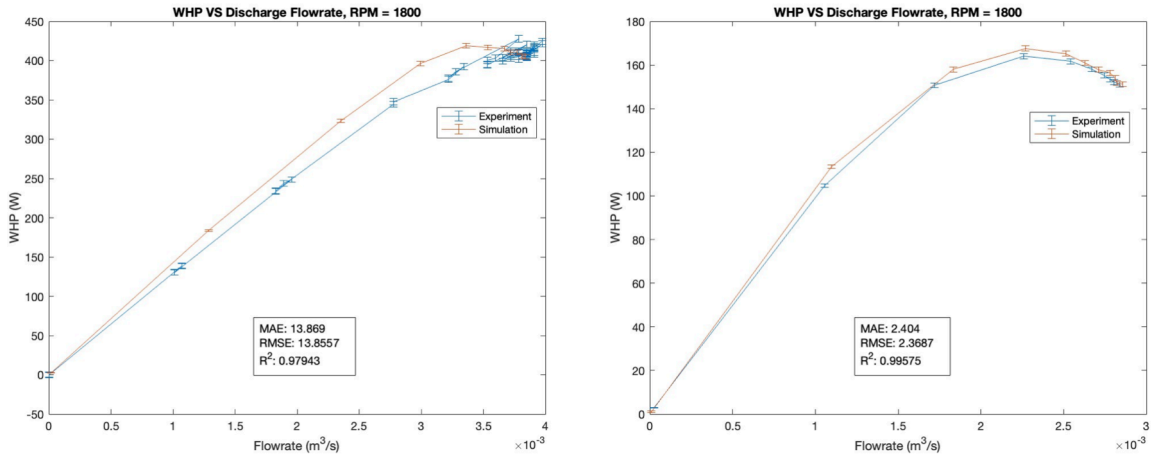 WHP VS Discharge Flowrate, RPM = 1800
450
400
350
300
250
200
150
100
50
0
-50
WHP (W)
Experiment
Simulation
MAE: 13.869
RMSE: 13.8557
R²: 0.97943
0 0.5 1 1.5 2 2.5 3 3.5 4
Flowrate (m³/s)
×10⁻³
WHP VS Discharge Flowrate, RPM = 1800
180
160
140
120
100
80
60
40
20
0
WHP (W)
Experiment
Simulation
MAE: 2.404
RMSE: 2.3687
R²: 0.99575
0 0.5 1 1.5 2 2.5 3
Flowrate (m³/s)
×10⁻³